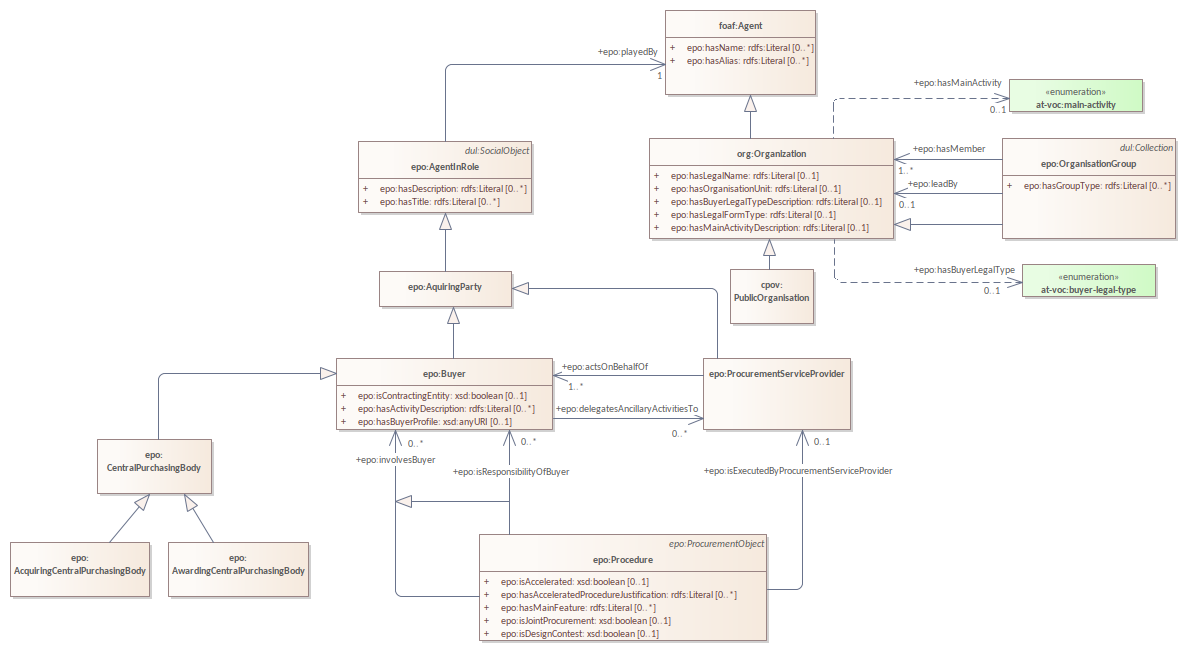 foaf:Agent
+ epo:hasName: rdfs:Literal [0..*]
+ epo:hasAlias: rdfs:Literal [0..*]
+epo:playedBy
1
+epo:hasMainActivity
0..1
«enumeration»
at-voc:main-activity
dul:SocialObject
epo:AgentInRole
+ epo:hasDescription: rdfs:Literal [0..*]
+ epo:hasTitle: rdfs:Literal [0..*]
org:Organization
+ epo:hasLegalName: rdfs:Literal [0..1]
+ epo:hasOrganisationUnit: rdfs:Literal [0..1]
+ epo:hasBuyerLegalTypeDescription: rdfs:Literal [0..1]
+ epo:hasLegalFormType: rdfs:Literal [0..1]
+ epo:hasMainActivityDescription: rdfs:Literal [0..1]
+epo:hasMember
1..*
+epo:leadBy
0..1
dul:Collection
epo:OrganisationGroup
+ epo:hasGroupType: rdfs:Literal [0..*]
+epo:hasBuyerLegalType
0..1
«enumeration»
at-voc:buyer-legal-type
epo:AquiringParty
cpov:
PublicOrganisation
epo:Buyer
+ epo:isContractingEntity: xsd:boolean [0..1]
+ epo:hasActivityDescription: rdfs:Literal [0..*]
+ epo:hasBuyerProfile: xsd:anyURI [0..1]
+epo:actsOnBehalfOf
1..*
+epo:delegatesAncillaryActivitiesTo
0..*
epo:ProcurementServiceProvider
epo:
CentralPurchasingBody
0..*
+epo:involvesBuyer
0..*
+epo:isResponsibilityOfBuyer
0..1
+epo:isExecutedByProcurementServiceProvider
epo:
AcquiringCentralPurchasingBody
epo:
AwardingCentralPurchasingBody
epo:ProcurementObject
epo:Procedure
+ epo:isAccelerated: xsd:boolean [0..1]
+ epo:hasAcceleratedProcedureJustification: rdfs:Literal [0..*]
+ epo:hasMainFeature: rdfs:Literal [0..*]
+ epo:isJointProcurement: xsd:boolean [0..1]
+ epo:isDesignContest: xsd:boolean [0..1]